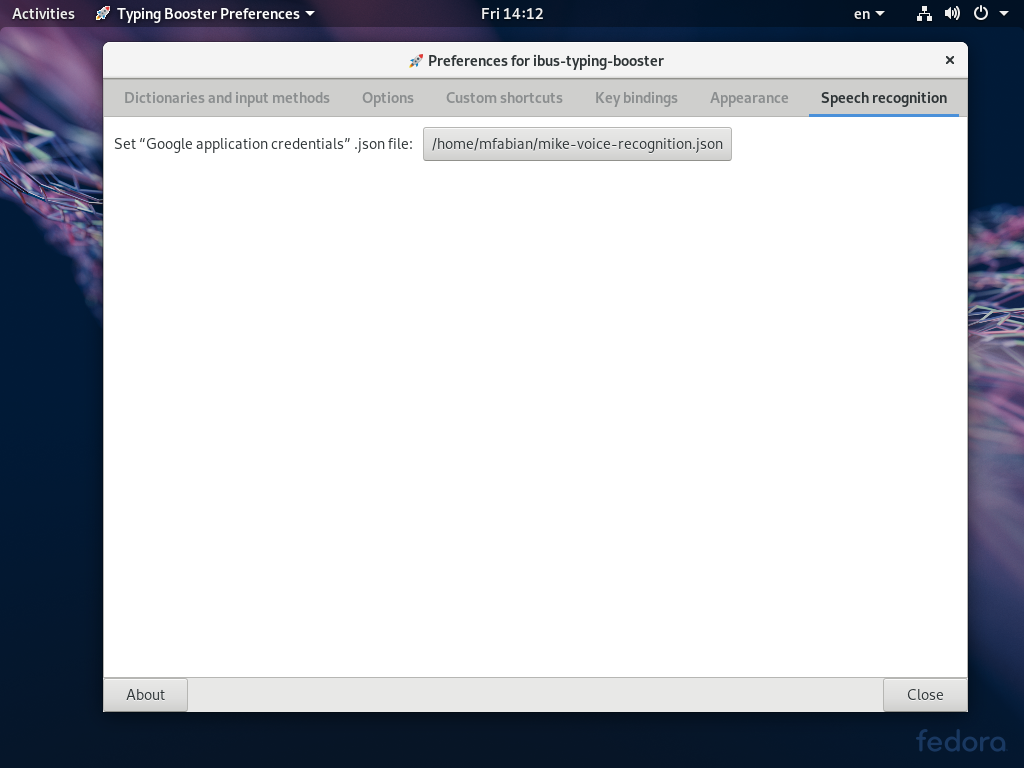 Activities Typing Booster Preferences Fri 14:12 en
Preferences for ibus-typing-booster
Dictionaries and input methods Options Custom shortcuts Key bindings Appearance Speech recognition
Set “Google application credentials” .json file: /home/mfabian/mike-voice-recognition.json
About Close
fedora